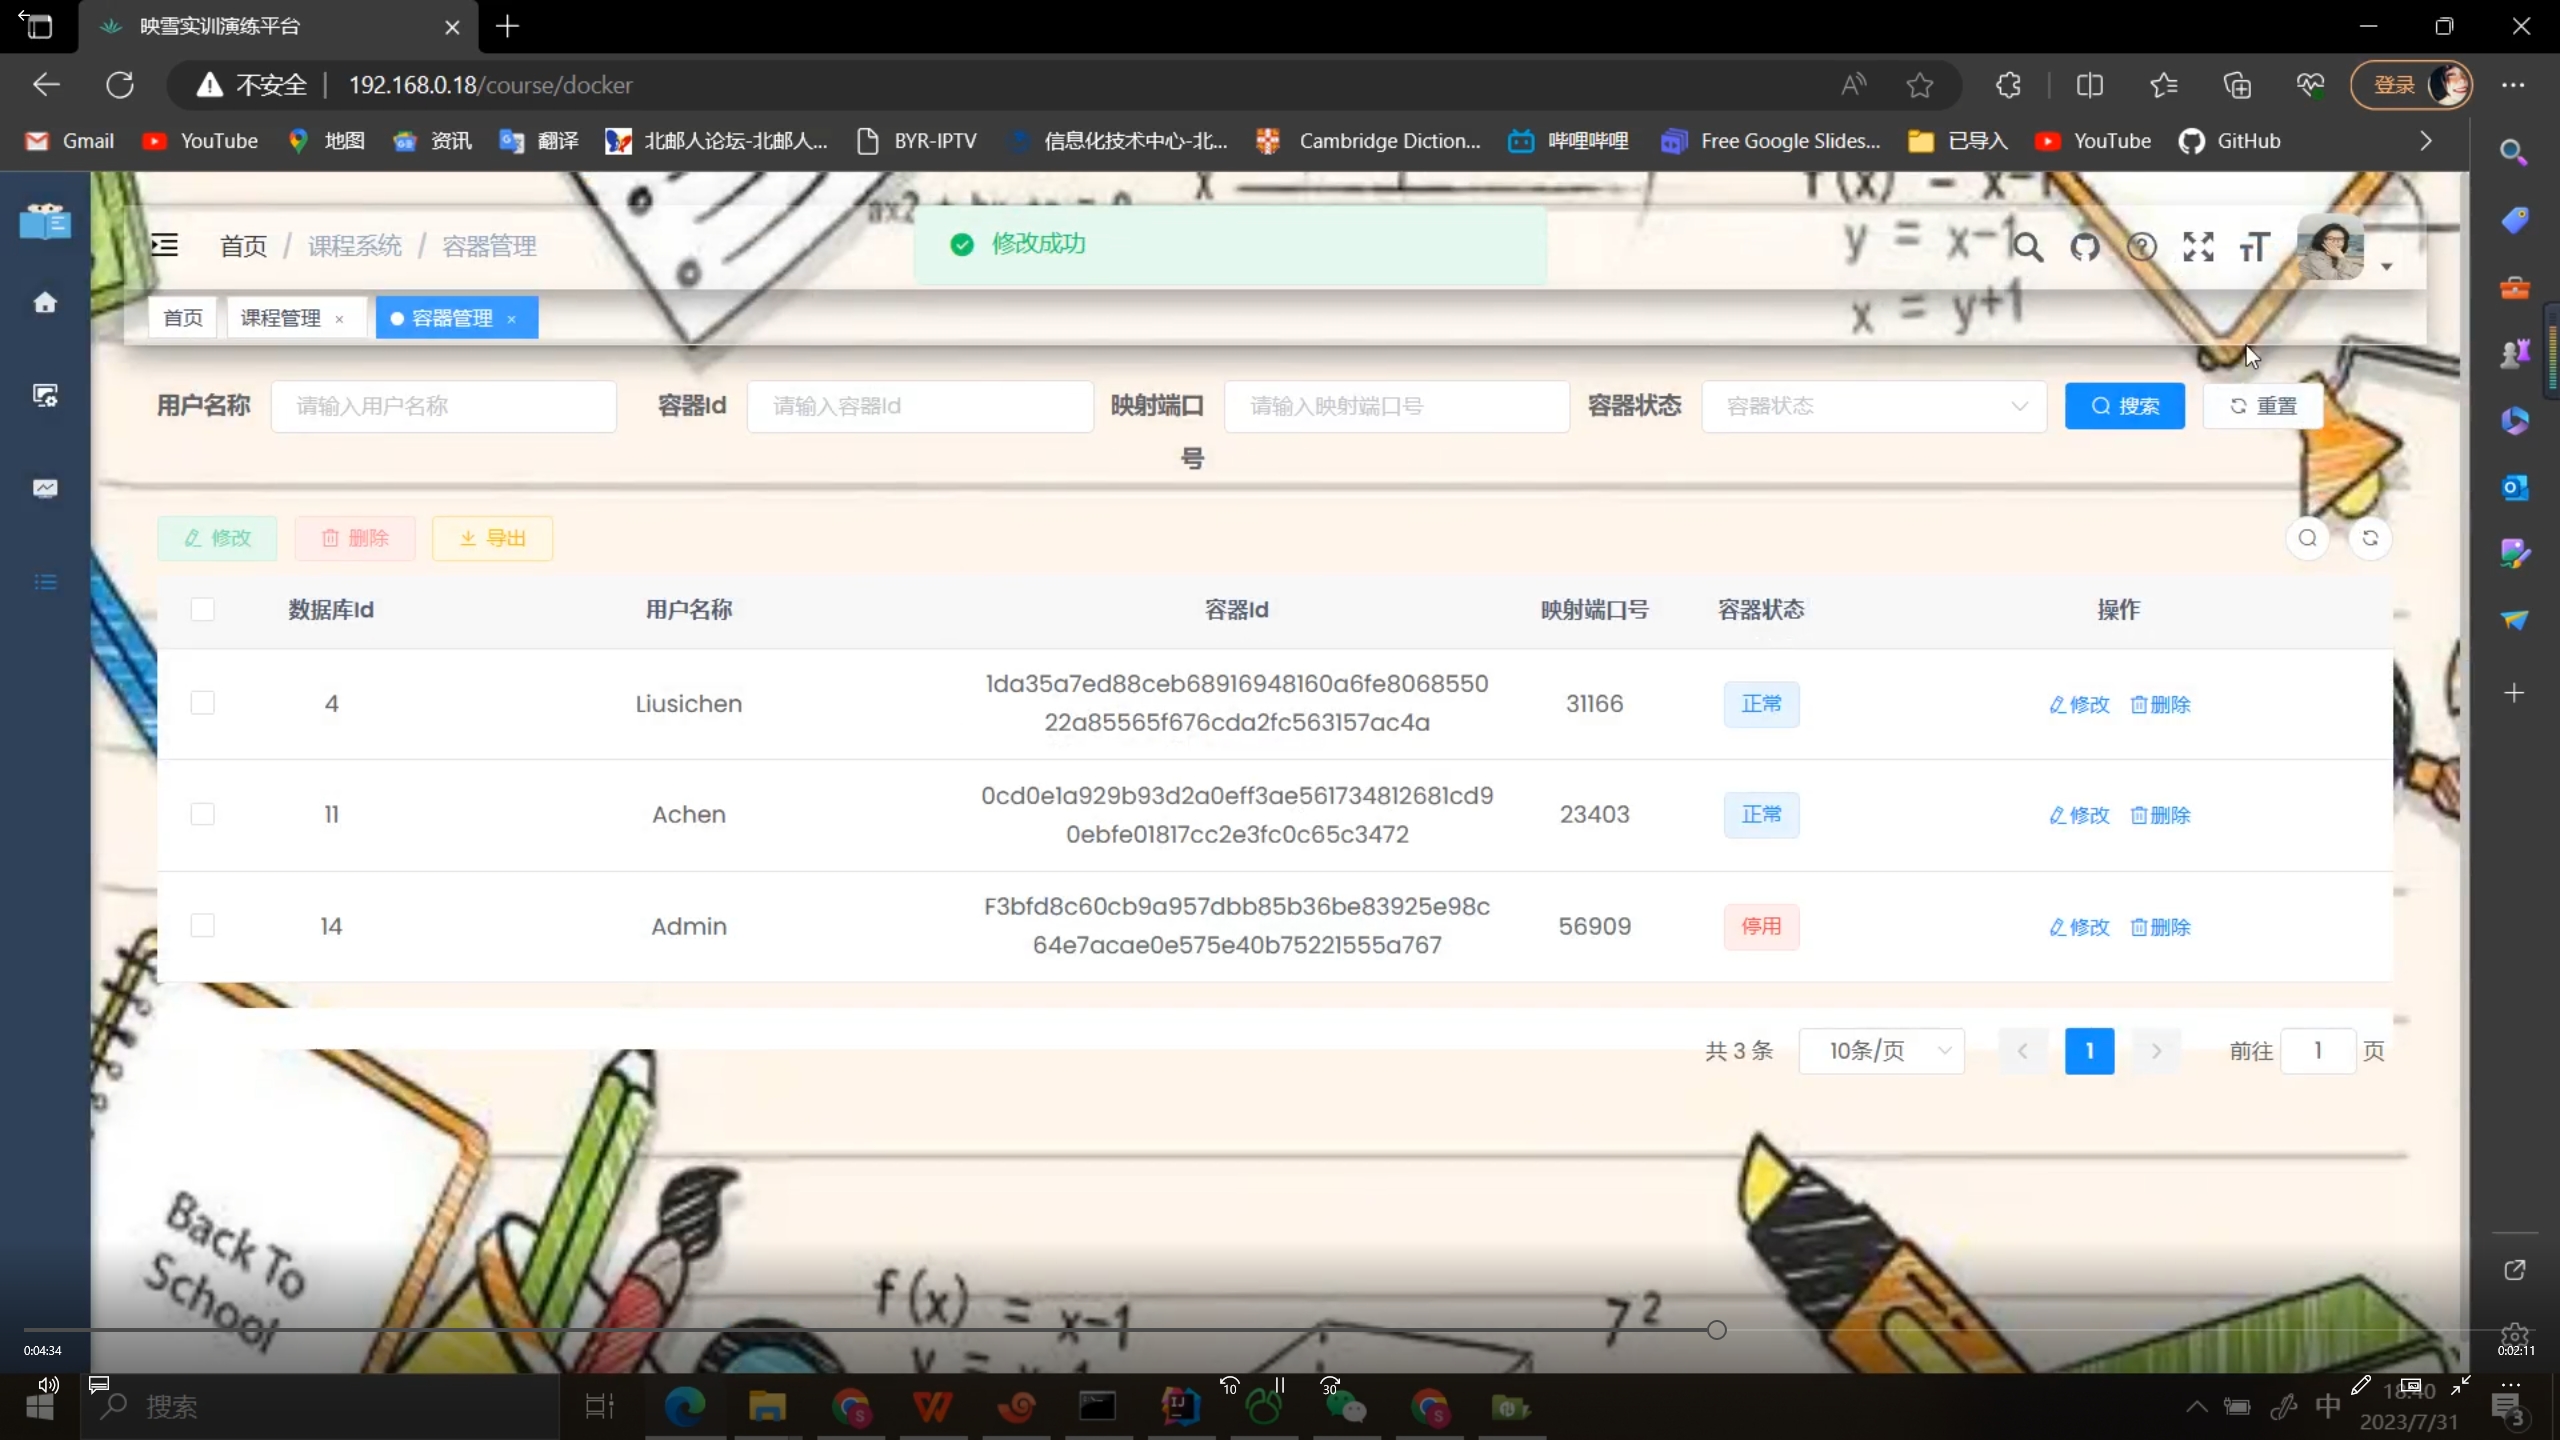 映雪实训演练平台
不安全 192.168.0.18/course/docker
登录
Gmail YouTube 地图 资讯 翻译 北邮人论坛-北邮人... BYR-IPTV 信息化技术中心-北... Cambridge Diction... 哔哩哔哩 Free Google Slides... 已导入 YouTube GitHub
f(x) = x-1
首页 / 课程系统 / 容器管理
修改成功
y = x-1
首页 课程管理 × 容器管理 ×
x = y+1
用户名称 请输入用户名称 容器Id 请输入容器Id 映射端口号 请输入映射端口号 容器状态 容器状态 搜索 重置
修改 删除 导出
数据库Id 用户名称 容器Id 映射端口号 容器状态 操作
4 Liusichen 1da35a7ed88ceb68916948160a6fe8068550 31166 正常 修改 删除
22a85565f676cda2fc563157ac4a
11 Achen 0cd0e1a929b93d2a0eff3ae561734812681cd9 23403 正常 修改 删除
0ebfe01817cc2e3fc0c65c3472
14 Admin F3bfd8c60cb9a957dbb85b36be83925e98c 56909 停用 修改 删除
64e7acae0e575e40b75221555a767
共 3 条 10条/页 1 前往 1 页
Back To
School
f(x) = x-1
7²
0:04:34
0:02:11
搜索
10 30
中
18:40
2023/7/31
3